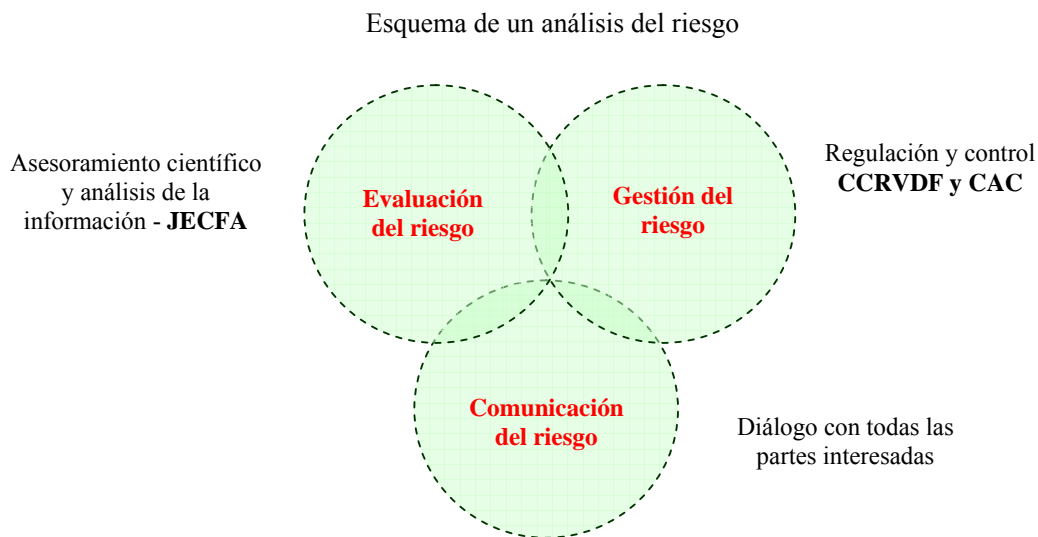 Esquema de un análisis del riesgo
Asesoramiento científico
y análisis de la
información - JECFA
Evaluación
del riesgo
Gestión del
riesgo
Regulación y control
CCRVDF y CAC
Comunicación
del riesgo
Diálogo con todas las
partes interesadas